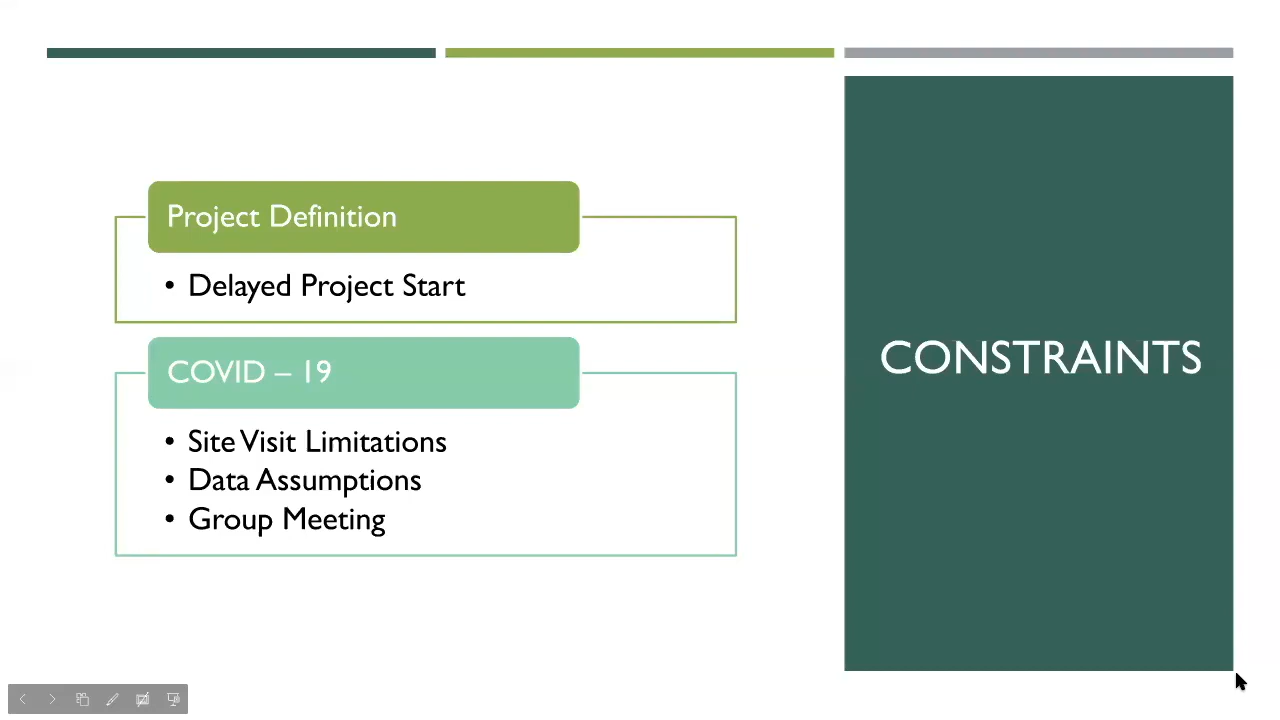 Project Definition
• Delayed Project Start
COVID – 19
• Site Visit Limitations
• Data Assumptions
• Group Meeting
CONSTRAINTS